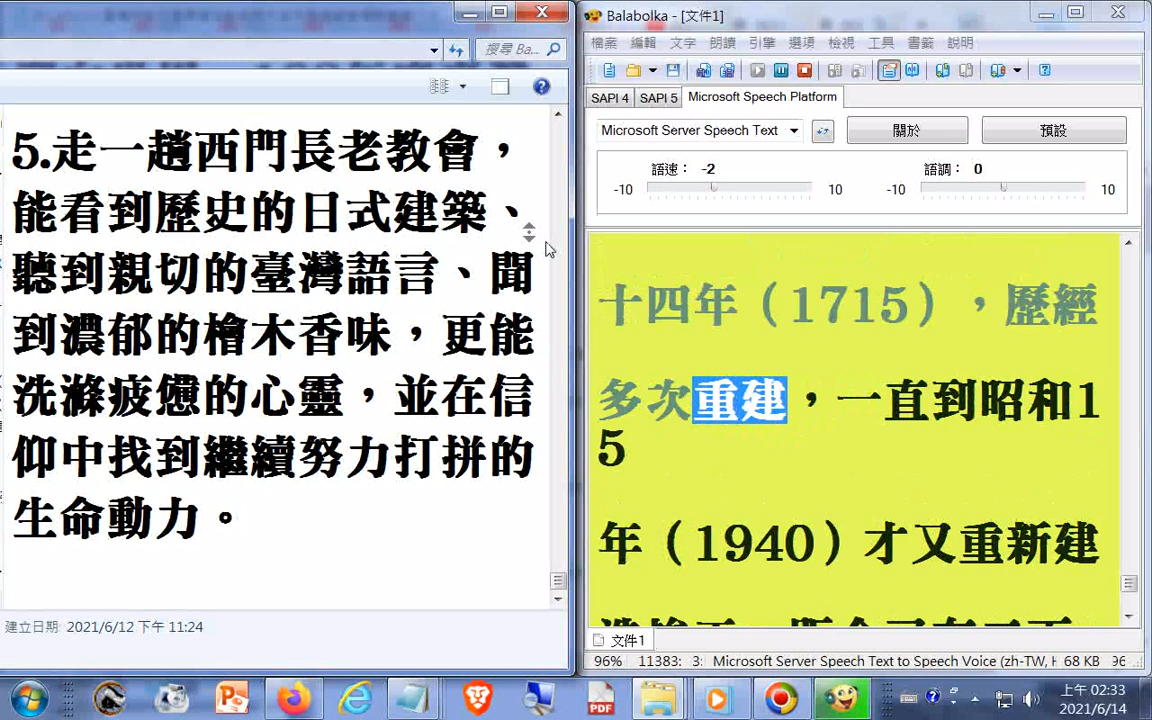 搜尋 Ba...
5.走一趟西門長老教會，
能看到歷史的日式建築、
聽到親切的臺灣語言、聞
到濃郁的檜木香味，更能
洗滌疲憊的心靈，並在信
仰中找到繼續努力打拼的
生命動力。
建立日期: 2021/6/12 下午 11:24
Balabolka - [文件1]
檔案 編輯 文字 朗讀 引擎 選項 檢視 工具 書籤 說明
SAPI 4 SAPI 5 Microsoft Speech Platform
Microsoft Server Speech Text 關於 預設
語速： -2 語調： 0
-10 10 -10 10
十四年（1715），歷經
多次重建，一直到昭和1
5
年（1940）才又重新建
文件1
96% 11383: 3: Microsoft Server Speech Text to Speech Voice (zh-TW, H 68 KB 96
PDF
上午 02:33
2021/6/14